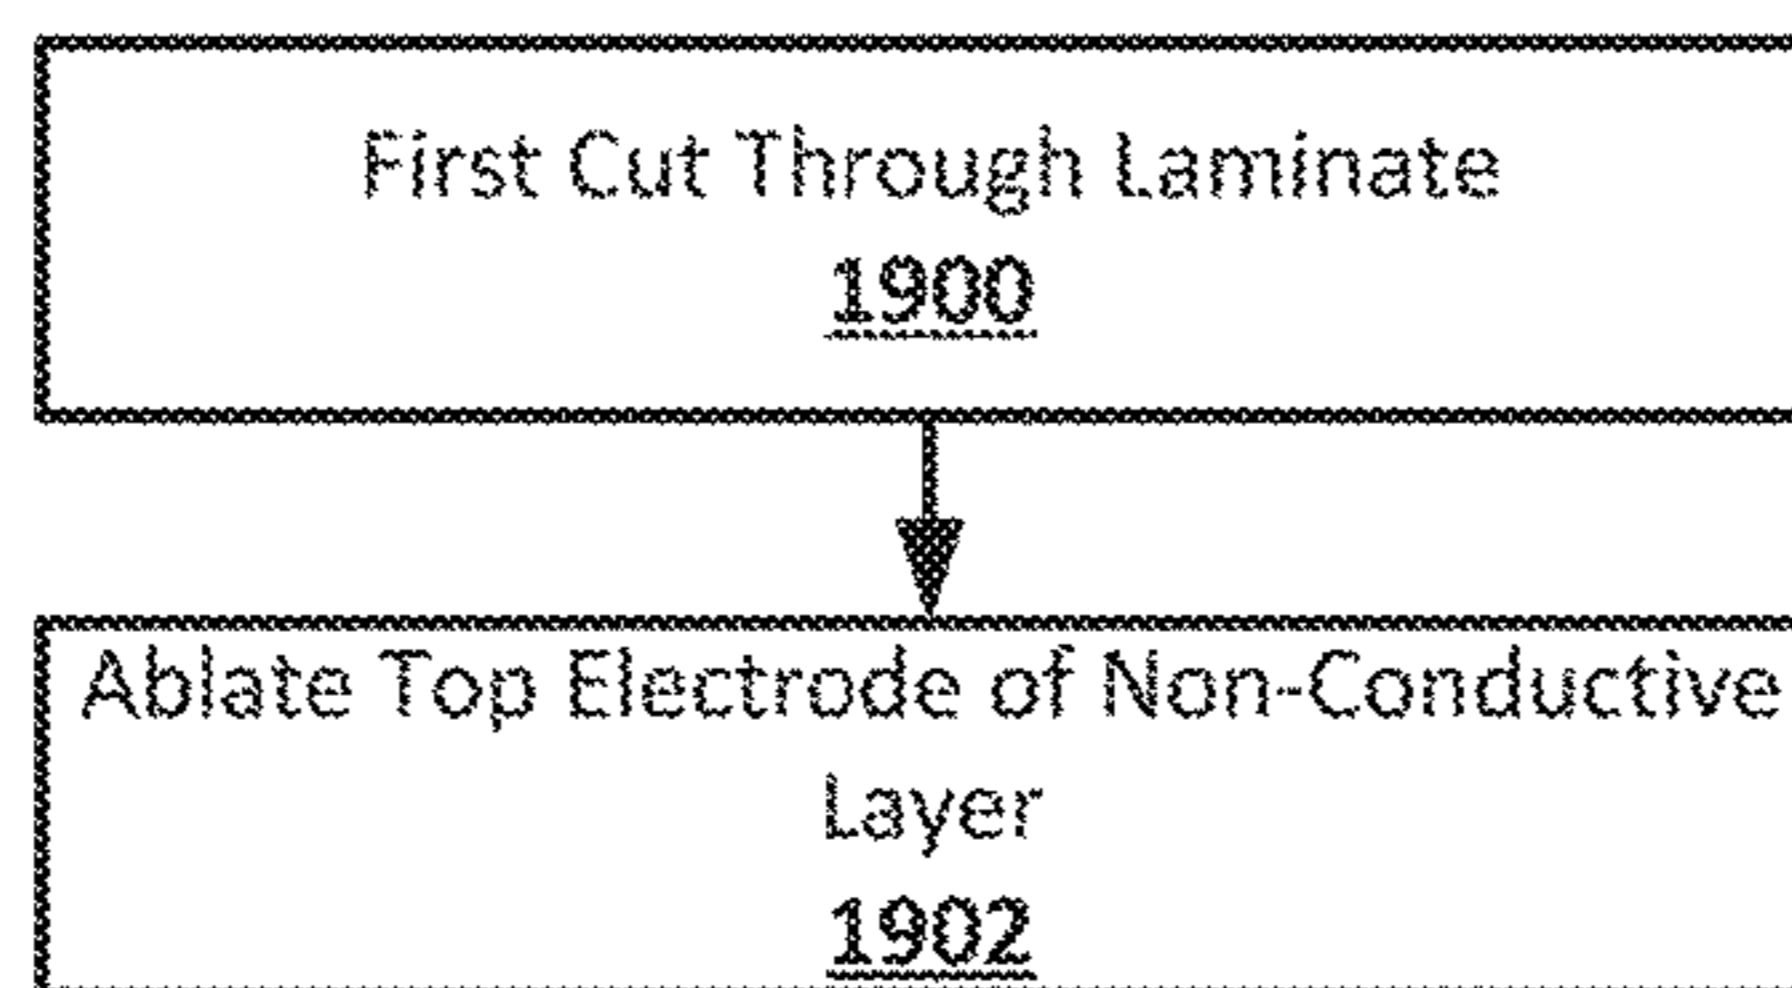 First Cut Through Laminate
1900
Ablate Top Electrode of Non-Conductive
Layer
1902